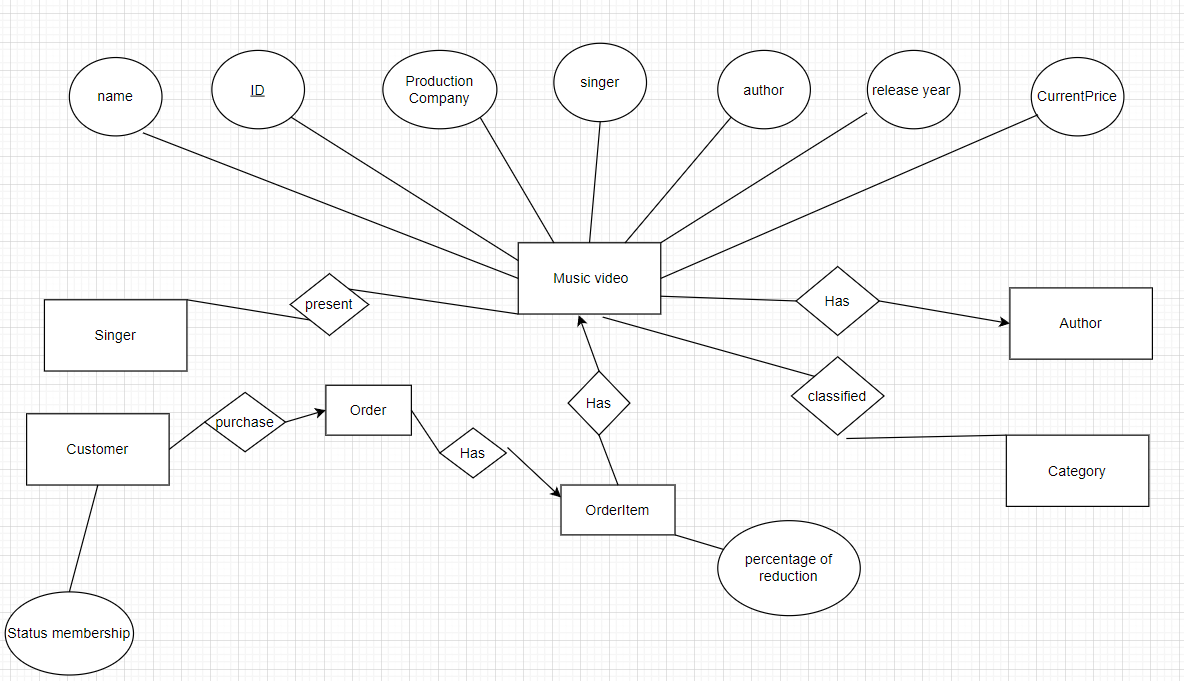 name
ID
Production
Company
singer
author
release year
CurrentPrice
Music video
present
Has
Singer
Author
classified
purchase
Order
Has
Customer
Has
Category
OrderItem
percentage of
reduction
Status membership